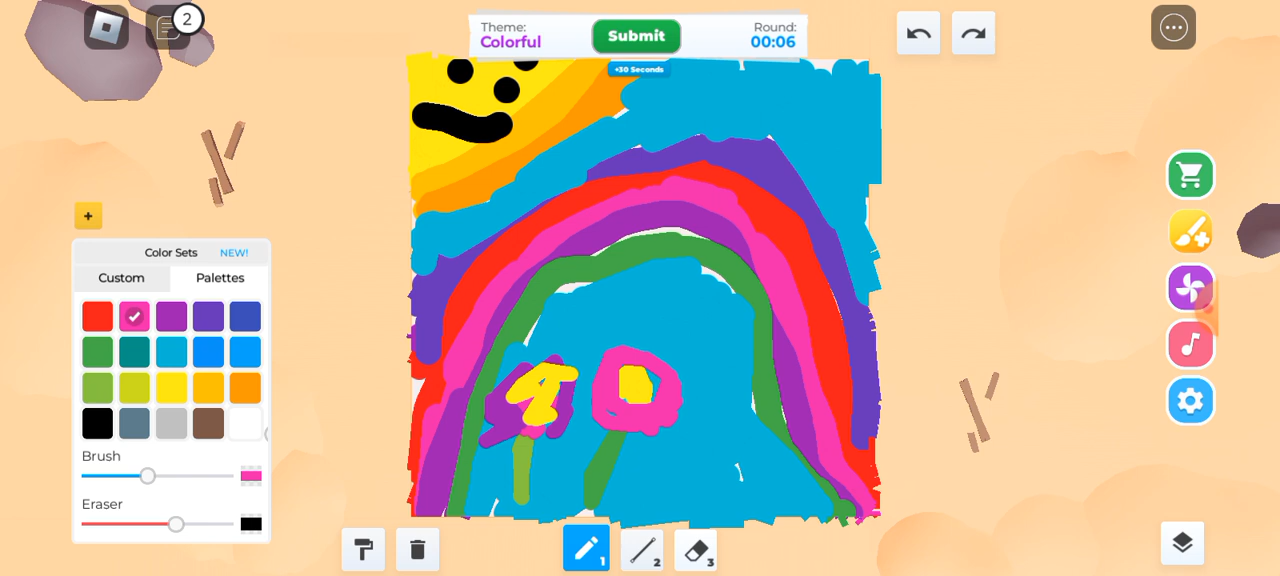 2
Theme:
Colorful
Submit
Round:
00:06
+30 Seconds
+
Color Sets
NEW!
Custom
Palettes
Brush
Eraser
1
2
3